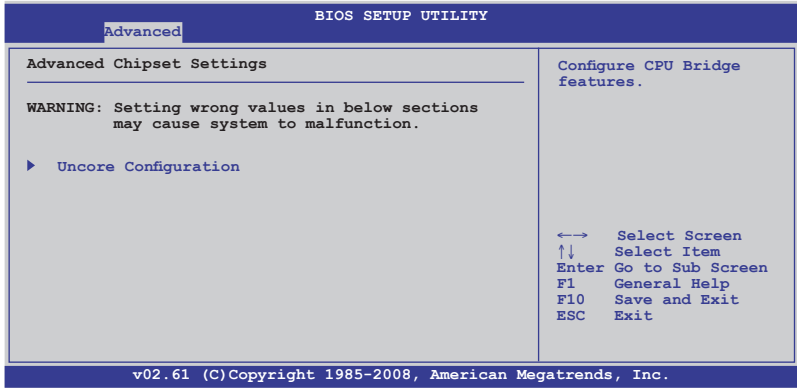 BIOS SETUP UTILITY
Advanced
Advanced Chipset Settings
WARNING: Setting wrong values in below sections
may cause system to malfunction.
Uncore Configuration
Configure CPU Bridge
features.
←→ Select Screen
↑↓ Select Item
Enter Go to Sub Screen
F1 General Help
F10 Save and Exit
ESC Exit
v02.61 (C)Copyright 1985-2008, American Megatrends, Inc.